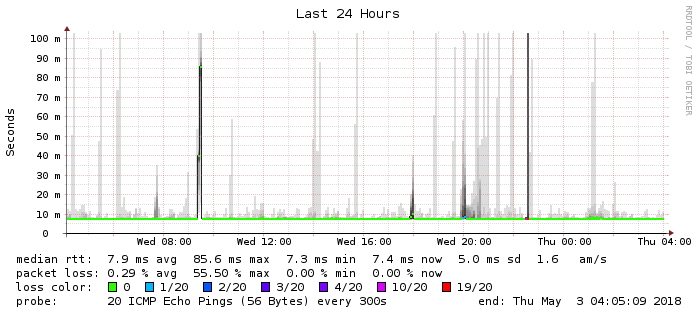 Last 24 Hours
RRDTOOL / TOBI OETIKER
Seconds
100 m
90 m
80 m
70 m
60 m
50 m
40 m
30 m
20 m
10 m
0
Wed 08:00 Wed 12:00 Wed 16:00 Wed 20:00 Thu 00:00 Thu 04:00
median rtt: 7.9 ms avg 85.6 ms max 7.3 ms min 7.4 ms now 5.0 ms sd 1.6 am/s
packet loss: 0.29 % avg 55.50 % max 0.00 % min 0.00 % now
loss color: 0 1/20 2/20 3/20 4/20 10/20 19/20
probe: 20 ICMP Echo Pings (56 Bytes) every 300s end: Thu May 3 04:05:09 2018